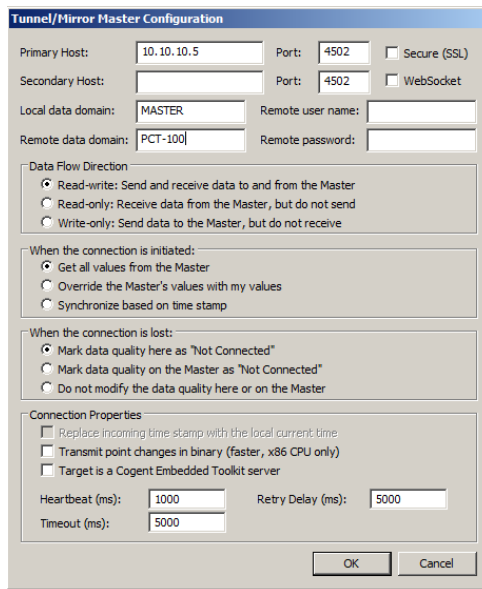 Tunnel/Mirror Master Configuration
Primary Host: 10.10.10.5 Port: 4502 Secure (SSL)
Secondary Host: Port: 4502 WebSocket
Local data domain: MASTER Remote user name:
Remote data domain: PCT-100 Remote password:
Data Flow Direction
Read-write: Send and receive data to and from the Master
Read-only: Receive data from the Master, but do not send
Write-only: Send data to the Master, but do not receive
When the connection is initiated:
Get all values from the Master
Override the Master's values with my values
Synchronize based on time stamp
When the connection is lost:
Mark data quality here as "Not Connected"
Mark data quality on the Master as "Not Connected"
Do not modify the data quality here or on the Master
Connection Properties
Replace incoming time stamp with the local current time
Transmit point changes in binary (faster, x86 CPU only)
Target is a Cogent Embedded Toolkit server
Heartbeat (ms): 1000 Retry Delay (ms): 5000
Timeout (ms): 5000
OK Cancel